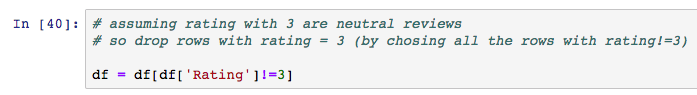 In [40]: # assuming rating with 3 are neutral reviews
# so drop rows with rating = 3 (by chosing all the rows with rating!=3)
df = df[df['Rating']!=3]